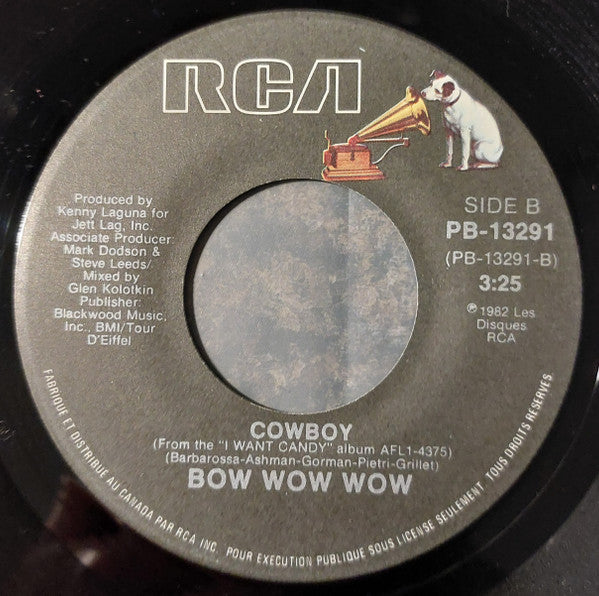 RCA
Produced by
Kenny Laguna for
Jett Lag, Inc.
Associate Producer:
Mark Dodson &
Steve Leeds/
Mixed by
Glen Kolotkin
Publisher:
Blackwood Music,
Inc., BMI/Tour
D'Eiffel
SIDE B
PB-13291
(PB-13291-B)
3:25
℗ 1982 Les
Disques
RCA
COWBOY
(From the "I WANT CANDY" album AFL1-4375)
(Barbarossa-Ashman-Gorman-Pietri-Grillet)
BOW WOW WOW
FABRIQUE ET DISTRIBUE AU CANADA PAR RCA INC. POUR EXECUTION PUBLIQUE SOUS LICENSE SEULEMENT. TOUS DROITS RESERVES